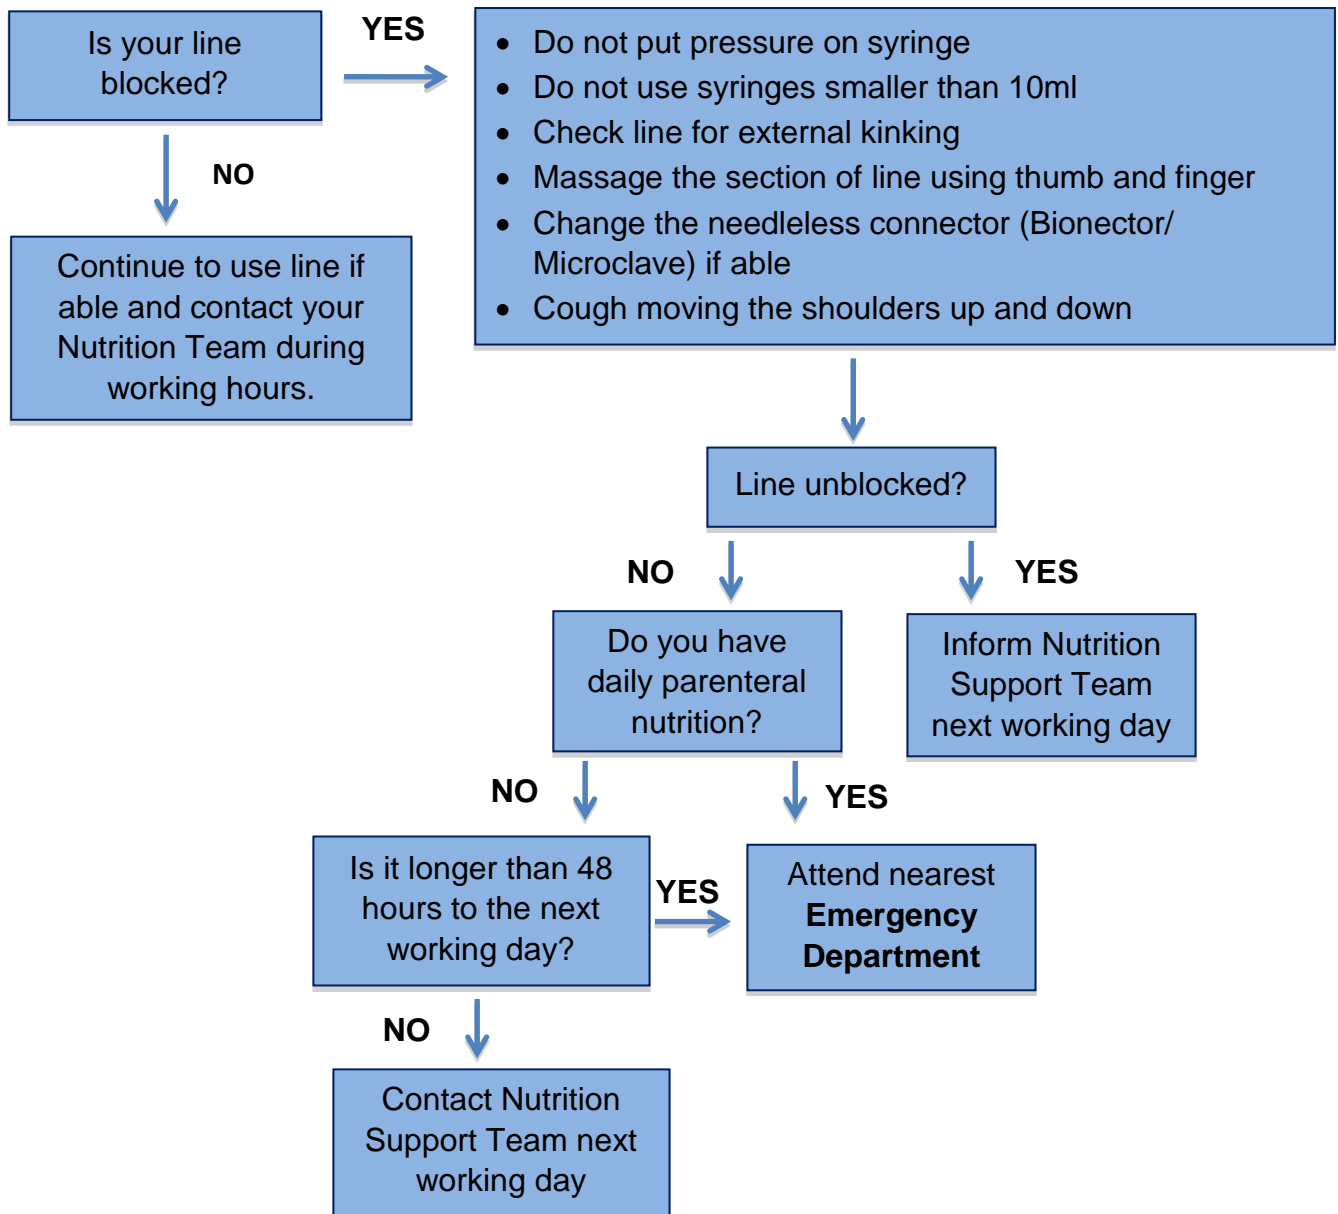 Is your line
blocked?
YES
• Do not put pressure on syringe
• Do not use syringes smaller than 10ml
• Check line for external kinking
• Massage the section of line using thumb and finger
• Change the needleless connector (Bionector/
Microclave) if able
• Cough moving the shoulders up and down
NO
Continue to use line if
able and contact your
Nutrition Team during
working hours.
Line unblocked?
NO
YES
Do you have
daily parenteral
nutrition?
Inform Nutrition
Support Team
next working day
NO
YES
Is it longer than 48
hours to the next
working day?
YES
Attend nearest
Emergency
Department
NO
Contact Nutrition
Support Team next
working day